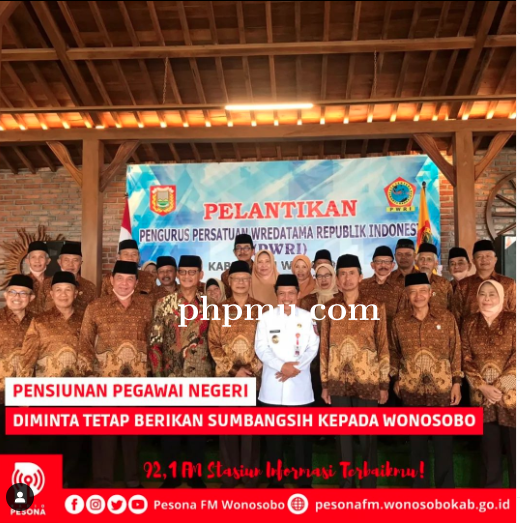 PELANTIKAN
PENGURUS PERSATUAN WREDATAMA REPUBLIK INDONESIA
(PWRI)
PWRI
phpmu.com
PENSIUNAN PEGAWAI NEGERI
DIMINTA TETAP BERIKAN SUMBANGSIH KEPADA WONOSOBO
92,1 FM Stasiun Informasi Terbaikmu!
PESONA
Pesona FM Wonosobo
pesonafm.wonosobokab.go.id